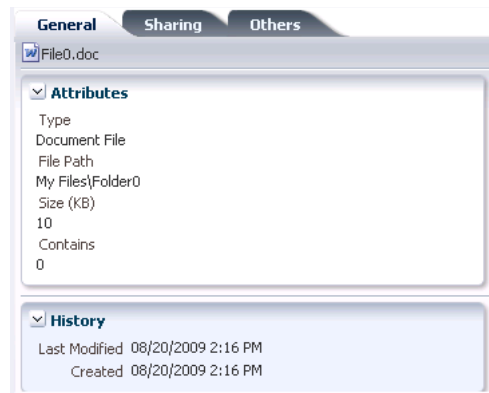 General Sharing Others
File0.doc
Attributes
Type
Document File
File Path
My Files\Folder0
Size (KB)
10
Contains
0
History
Last Modified 08/20/2009 2:16 PM
Created 08/20/2009 2:16 PM